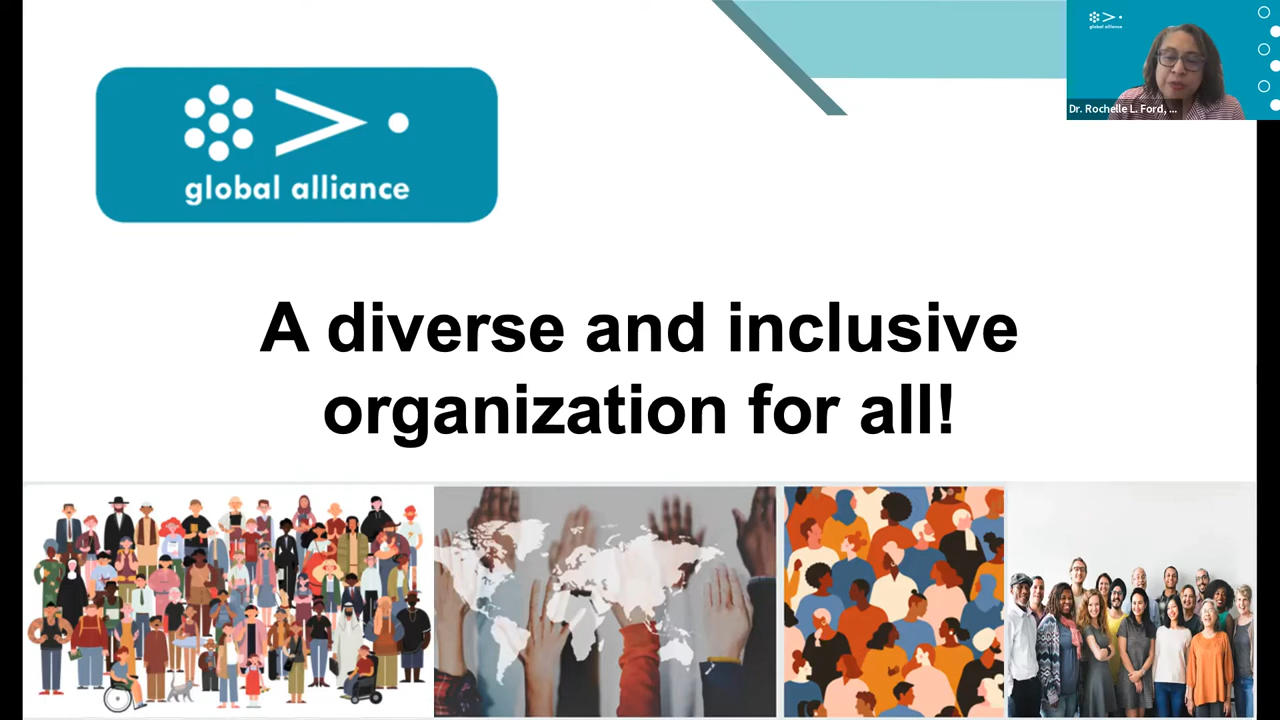 global alliance
global alliance
Dr. Rochelle L. Ford, ...
A diverse and inclusive
organization for all!